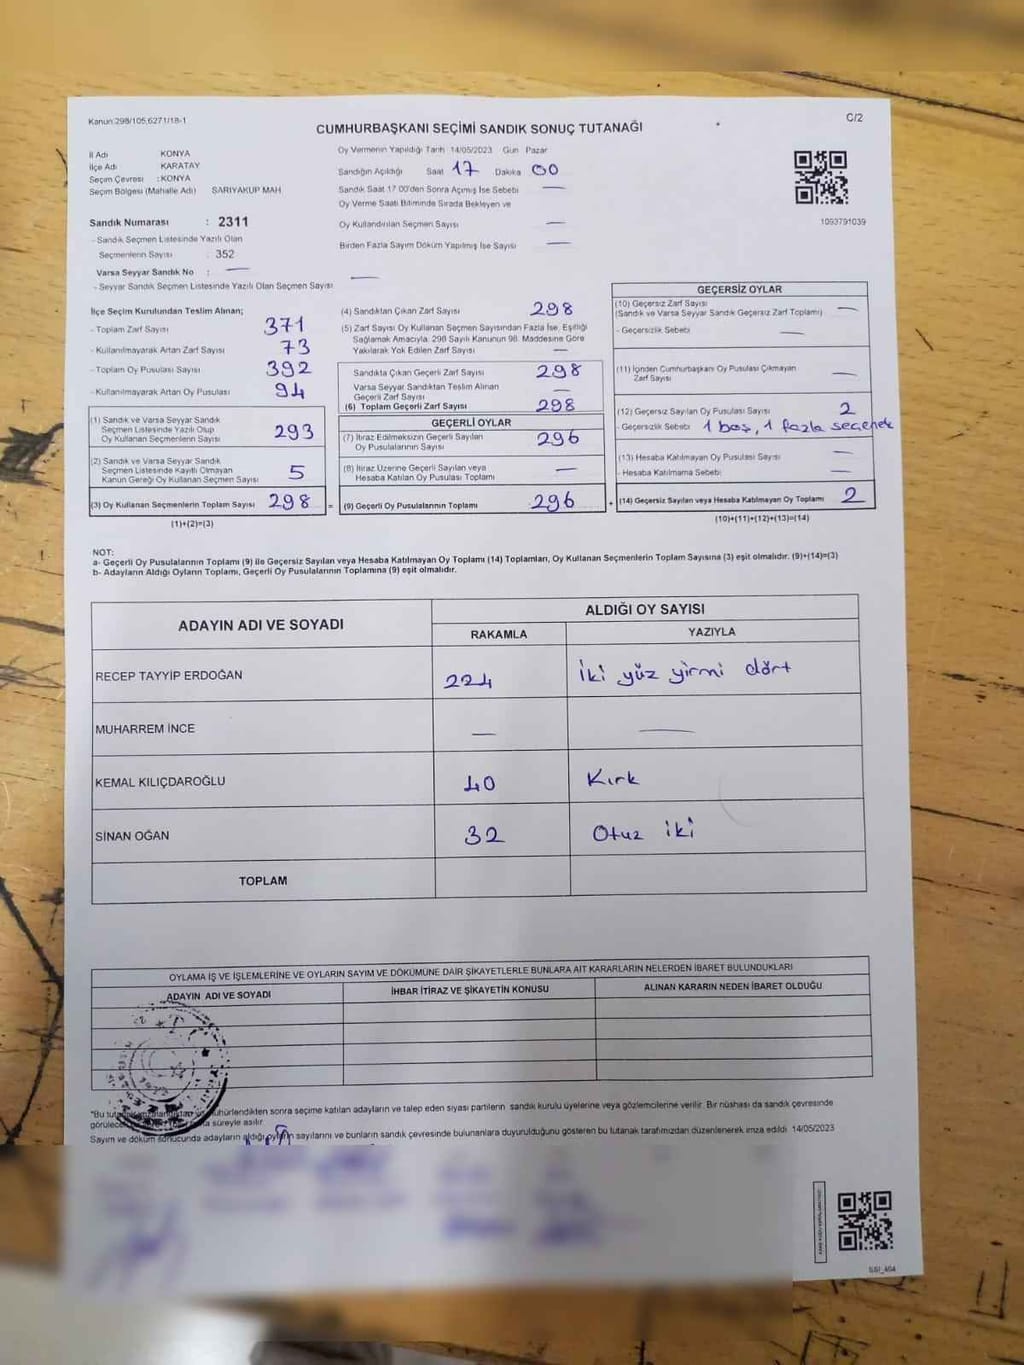 Kanun:298/105,6271/18-1
C/2
CUMHURBAŞKANI SEÇİMİ SANDIK SONUÇ TUTANAĞI
İl Adı KONYA
İlçe Adı KARATAY
Seçim Çevresi : KONYA
Seçim Bölgesi (Mahalle Adı) SARIYAKUP MAH
Sandık Numarası : 2311
- Sandık Seçmen Listesinde Yazılı Olan
Seçmenlerin Sayısı : 352
Varsa Seyyar Sandık No : —
- Seyyar Sandık Seçmen Listesinde Yazılı Olan Seçmen Sayısı —
Oy Vermenin Yapıldığı Tarih 14/05/2023 Gün Pazar
Sandığın Açıldığı Saat 17 Dakika 00
Sandık Saat 17 00'den Sonra Açımış İse Sebebi —
Oy Verme Saati Bitiminde Sırada Bekleyen ve
Oy Kullandırılan Seçmen Sayısı —
Birden Fazla Sayım Döküm Yapılmış İse Sayısı —
1093791039
İlçe Seçim Kurulundan Teslim Alınan;
- Toplam Zarf Sayısı 371
- Kullanılmayarak Artan Zarf Sayısı 73
- Toplam Oy Pusulası Sayısı 392
- Kullanılmayarak Artan Oy Pusulası 94
(1) Sandık ve Varsa Seyyar Sandık
Seçmen Listesinde Yazılı Olup
Oy Kullanan Seçmenlerin Sayısı 293
(2) Sandık ve Varsa Seyyar Sandık
Seçmen Listesinde Kayıtlı Olmayan
Kanun Gereği Oy Kullanan Seçmen Sayısı 5
(3) Oy Kullanan Seçmenlerin Toplam Sayısı 298 =
(1)+(2)=(3)
(4) Sandıktan Çıkan Zarf Sayısı 298
(5) Zarf Sayısı Oy Kullanan Seçmen Sayısından Fazla İse, Eşitliği
Sağlamak Amacıyla. 298 Sayılı Kanunun 98. Maddesine Göre
Yakılarak Yok Edilen Zarf Sayısı —
Sandıkta Çıkan Geçerli Zarf Sayısı 298
Varsa Seyyar Sandıktan Teslim Alınan
Geçerli Zarf Sayısı —
(6) Toplam Geçerli Zarf Sayısı 298
GEÇERLİ OYLAR
(7) İtiraz Edilmeksizin Geçerli Sayılan
Oy Pusulalarının Sayısı 296
(8) İtiraz Üzerine Geçerli Sayılan veya
Hesaba Katılan Oy Pusulası Toplamı —
(9) Geçerli Oy Pusulalarının Toplamı 296 +
GEÇERSİZ OYLAR
(10) Geçersiz Zarf Sayısı
(Sandık ve Varsa Seyyar Sandık Geçersiz Zarf Toplamı) —
- Geçersizlik Sebebi —
(11) İçinden Cumhurbaşkanı Oy Pusulası Çıkmayan
Zarf Sayısı —
(12) Geçersiz Sayılan Oy Pusulası Sayısı 2
- Geçersizlik Sebebi 1 boş, 1 fazla seçenek
(13) Hesaba Katılmayan Oy Pusulası Sayısı —
- Hesaba Katılmama Sebebi —
(14) Geçersiz Sayılan veya Hesaba Katılmayan Oy Toplamı 2
(10)+(11)+(12)+(13)=(14)
NOT:
a- Geçerli Oy Pusulalarının Toplamı (9) ile Geçersiz Sayılan veya Hesaba Katılmayan Oy Toplamı (14) Toplamları, Oy Kullanan Seçmenlerin Toplam Sayısına (3) eşit olmalıdır. (9)+(14)=(3)
b- Adayların Aldığı Oyların Toplamı, Geçerli Oy Pusulalarının Toplamına (9) eşit olmalıdır.
ADAYIN ADI VE SOYADI
ALDIĞI OY SAYISI
RAKAMLA YAZIYLA
RECEP TAYYİP ERDOĞAN 224 İki yüz yirmi dört
MUHARREM İNCE — —
KEMAL KILIÇDAROĞLU 40 Kırk
SİNAN OĞAN 32 Otuz iki
TOPLAM
OYLAMA İŞ VE İŞLEMLERİNE VE OYLARIN SAYIM VE DÖKÜMÜNE DAİR ŞİKAYETLERLE BUNLARA AİT KARARLARIN NELERDEN İBARET BULUNDUKLARI
ADAYIN ADI VE SOYADI İHBAR İTİRAZ VE ŞİKAYETİN KONUSU ALINAN KARARIN NEDEN İBARET OLDUĞU
"Bu sonra seçime katılan adayların ve talep eden siyasi partilerin sandık kurulu üyelerine veya gözlemcilerine verilir. Bir nüshası da sandık çevresinde
süreyle asılır
Sayım ve döküm sonucunda adayların aldığı oyların sayılarını ve bunların sandık çevresinde bulunanlara duyurulduğunu gösteren bu tutanak tarafımızdan düzenlenerek imza edildi 14/05/2023